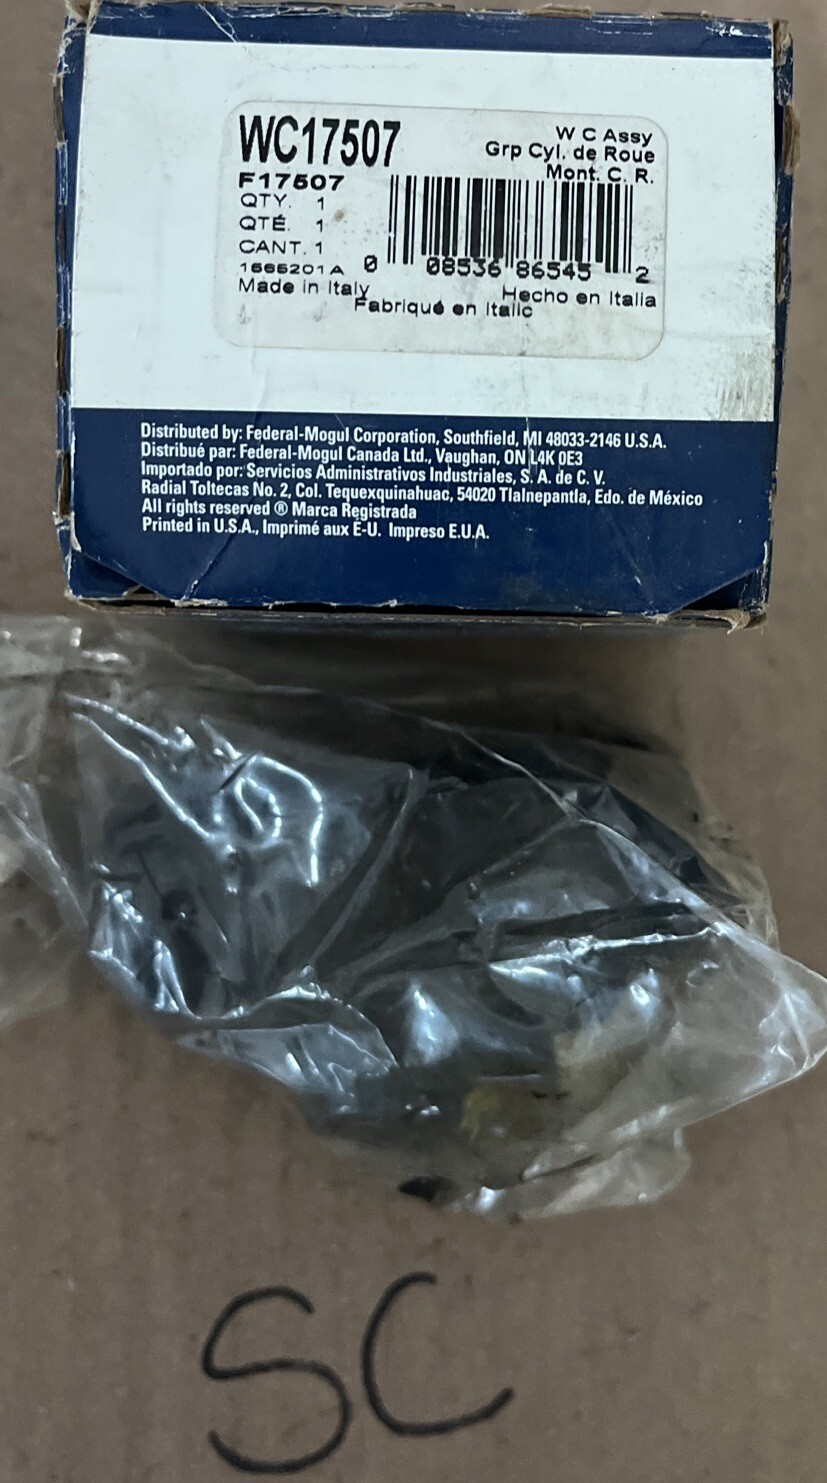 WC17507
W C Assy
Grp Cyl. de Roue
Mont. C. R.
F17507
QTY. 1
QTÉ. 1
CANT. 1
1565201A
0 08536 86545 2
Made in Italy
Hecho en Italia
Fabriqué en Italie
Distributed by: Federal-Mogul Corporation, Southfield, MI 48033-2146 U.S.A.
Distribué par: Federal-Mogul Canada Ltd., Vaughan, ON L4K 0E3
Importado por: Servicios Administrativos Industriales, S. A. de C. V.
Radial Toltecas No. 2, Col. Tequexquinahuac, 54020 Tlalnepantla, Edo. de México
All rights reserved ® Marca Registrada
Printed in U.S.A., Imprimé aux É-U. Impreso E.U.A.
SC